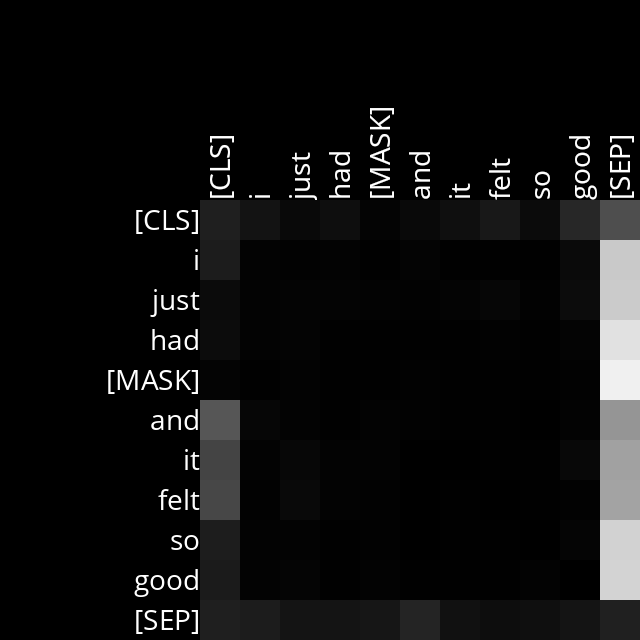 [CLS] i just had [MASK] and it felt so good [SEP]
[CLS]
i
just
had
[MASK]
and
it
felt
so
good
[SEP]